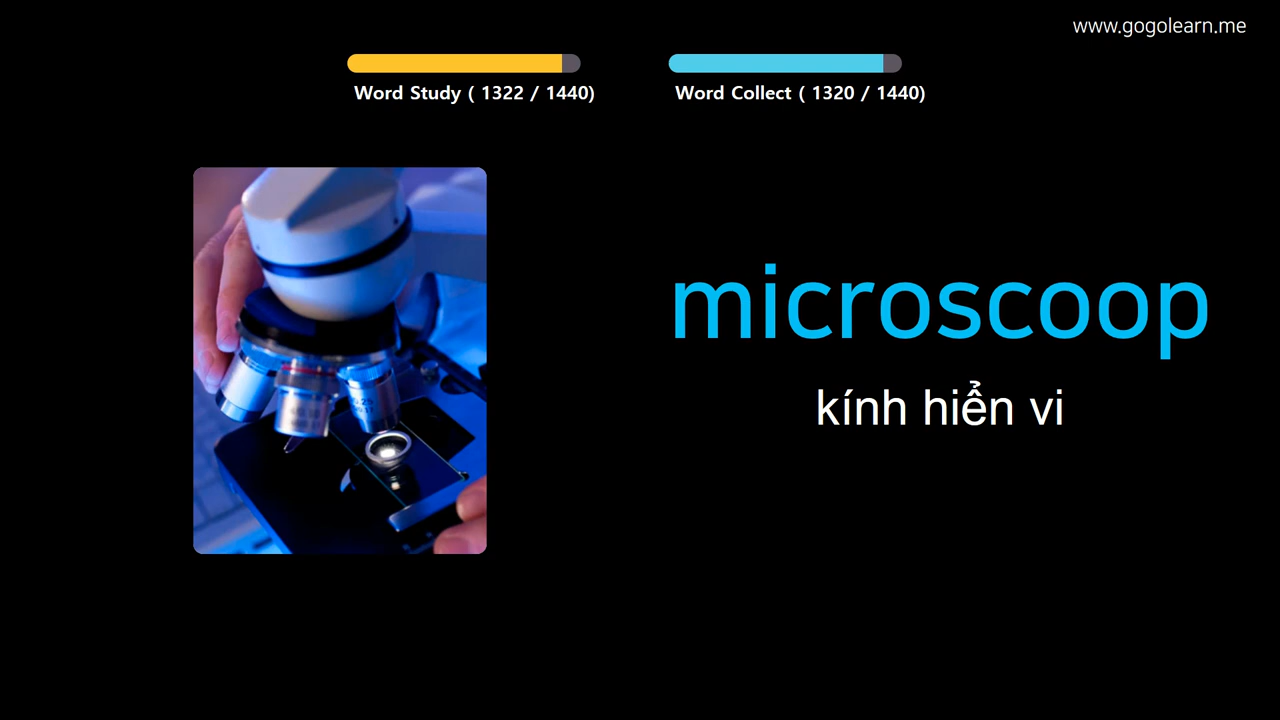 www.gogolearn.me
Word Study ( 1322 / 1440)
Word Collect ( 1320 / 1440)
microscoop
kính hiển vi